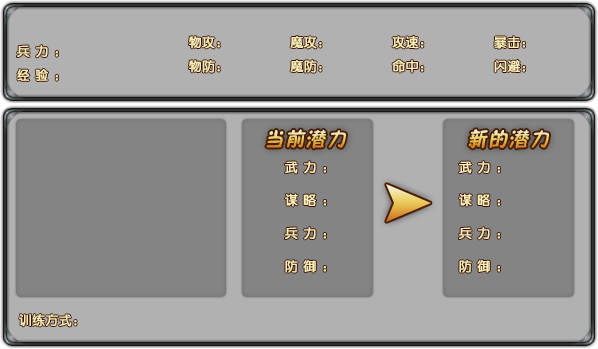 兵力： 物攻： 魔攻： 攻速： 暴击：
经验： 物防： 魔防： 命中： 闪避：
当前潜力
武力：
谋略：
兵力：
防御：
新的潜力
武力：
谋略：
兵力：
防御：
训练方式：